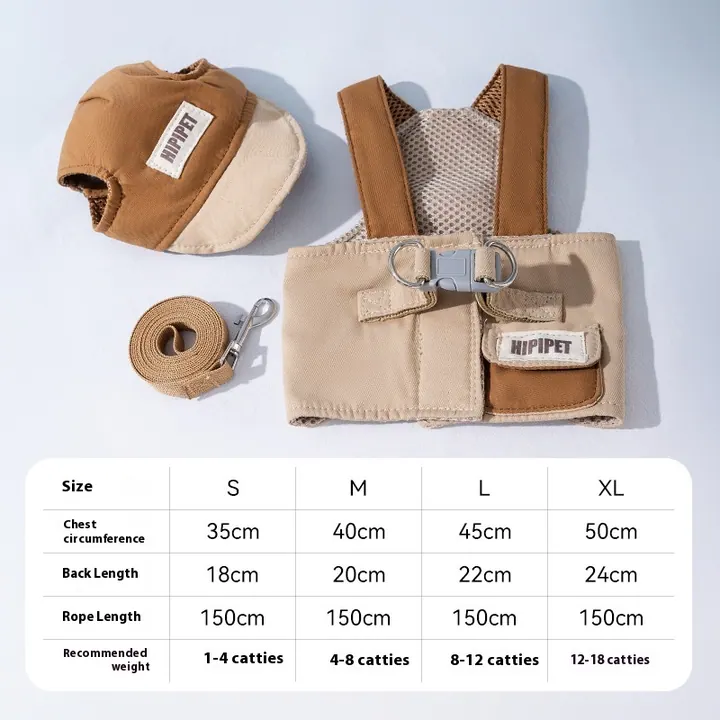 HIPIPET
HIPIPET
Size S M L XL
Chest
circumference 35cm 40cm 45cm 50cm
Back Length 18cm 20cm 22cm 24cm
Rope Length 150cm 150cm 150cm 150cm
Recommended
weight 1-4 catties 4-8 catties 8-12 catties 12-18 catties